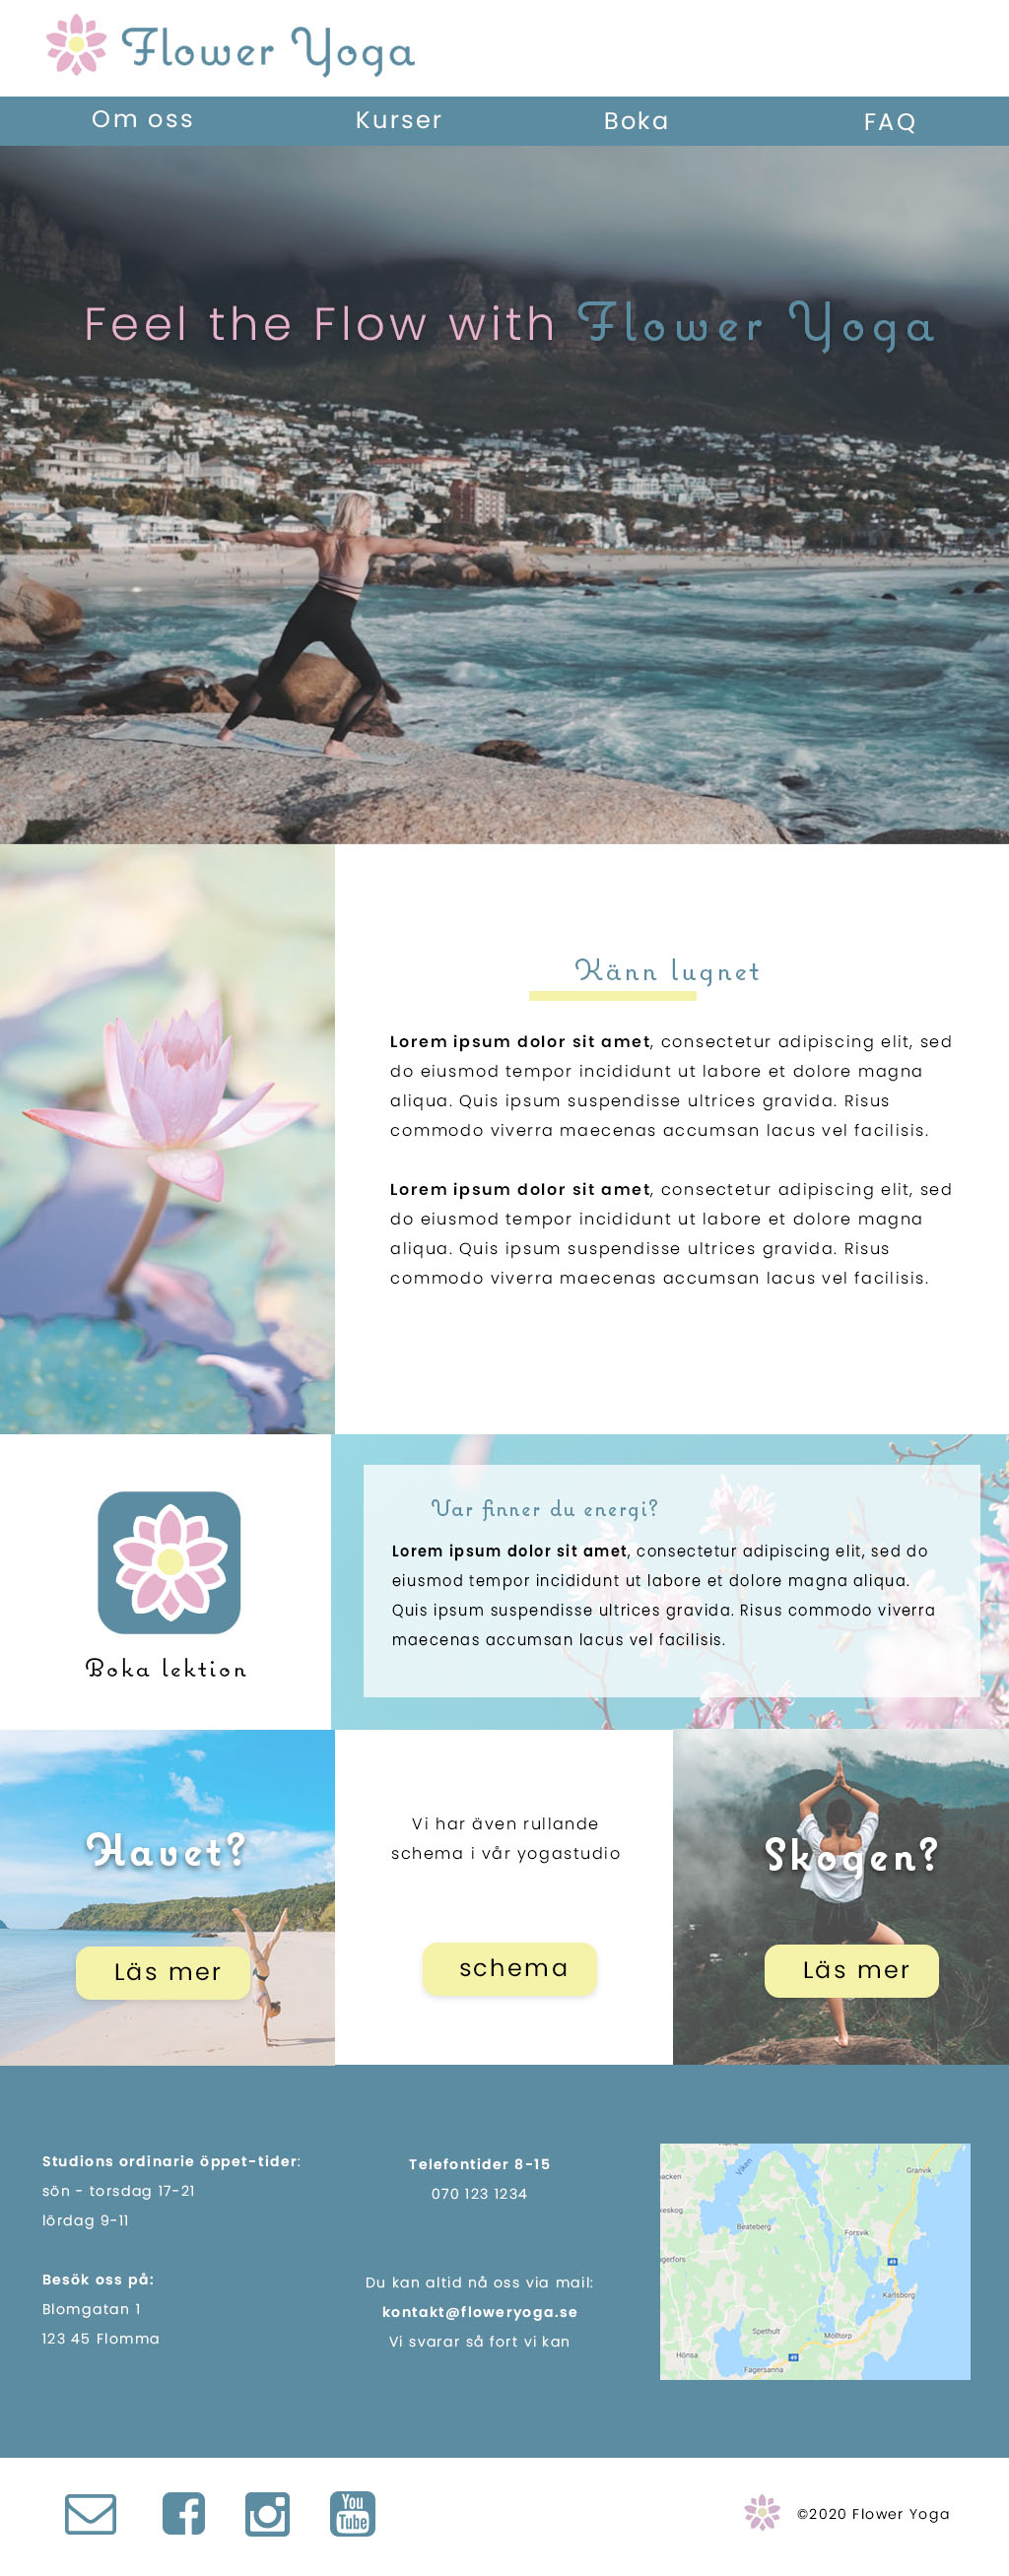 Flower Yoga
Om oss
Kurser
Boka
FAQ
Feel the Flow with Flower Yoga
Känn lugnet
Lorem ipsum dolor sit amet, consectetur adipiscing elit, sed
do eiusmod tempor incididunt ut labore et dolore magna
aliqua. Quis ipsum suspendisse ultrices gravida. Risus
commodo viverra maecenas accumsan lacus vel facilisis.
Lorem ipsum dolor sit amet, consectetur adipiscing elit, sed
do eiusmod tempor incididunt ut labore et dolore magna
aliqua. Quis ipsum suspendisse ultrices gravida. Risus
commodo viverra maecenas accumsan lacus vel facilisis.
Boka lektion
Var finner du energi?
Lorem ipsum dolor sit amet, consectetur adipiscing elit, sed do
eiusmod tempor incididunt ut labore et dolore magna aliqua.
Quis ipsum suspendisse ultrices gravida. Risus commodo viverra
maecenas accumsan lacus vel facilisis.
Havet?
Läs mer
Vi har även rullande
schema i vår yogastudio
schema
Skogen?
Läs mer
Studions ordinarie öppet-tider:
sön - torsdag 17-21
lördag 9-11
Besök oss på:
Blomgatan 1
123 45 Flomma
Telefontider 8-15
070 123 1234
Du kan altid nå oss via mail:
kontakt@floweryoga.se
Vi svarar så fort vi kan
Viken
Granvik
backen
keskog
Beateberg
Forsvik
agerfors
49
Karlsborg
Spethult
Mölltorp
Hönsa
49
Fagersanna
You
Tube
©2020 Flower Yoga